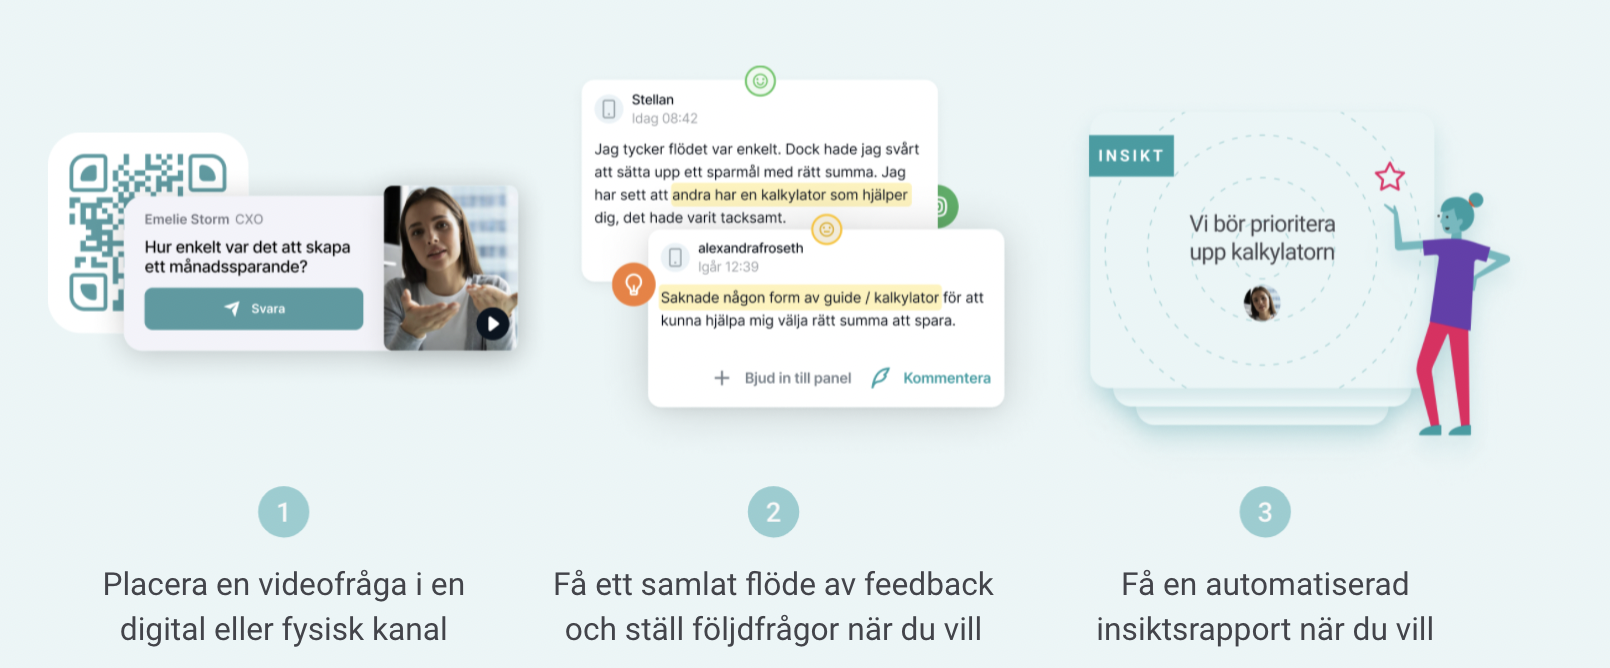 Emelie Storm CXO
Hur enkelt var det att skapa
ett månadssparande?
Svara
1
Placera en videofråga i en
digital eller fysisk kanal
Stellan
Idag 08:42
Jag tycker flödet var enkelt. Dock hade jag svårt
att sätta upp ett sparmål med rätt summa. Jag
har sett att andra har en kalkylator som hjälper
dig, det hade varit tacksamt.
alexandrafroseth
Igår 12:39
Saknade någon form av guide / kalkylator för att
kunna hjälpa mig välja rätt summa att spara.
Bjud in till panel
Kommentera
2
Få ett samlat flöde av feedback
och ställ följdfrågor när du vill
INSIKT
Vi bör prioritera
upp kalkylatorn
3
Få en automatiserad
insiktsrapport när du vill